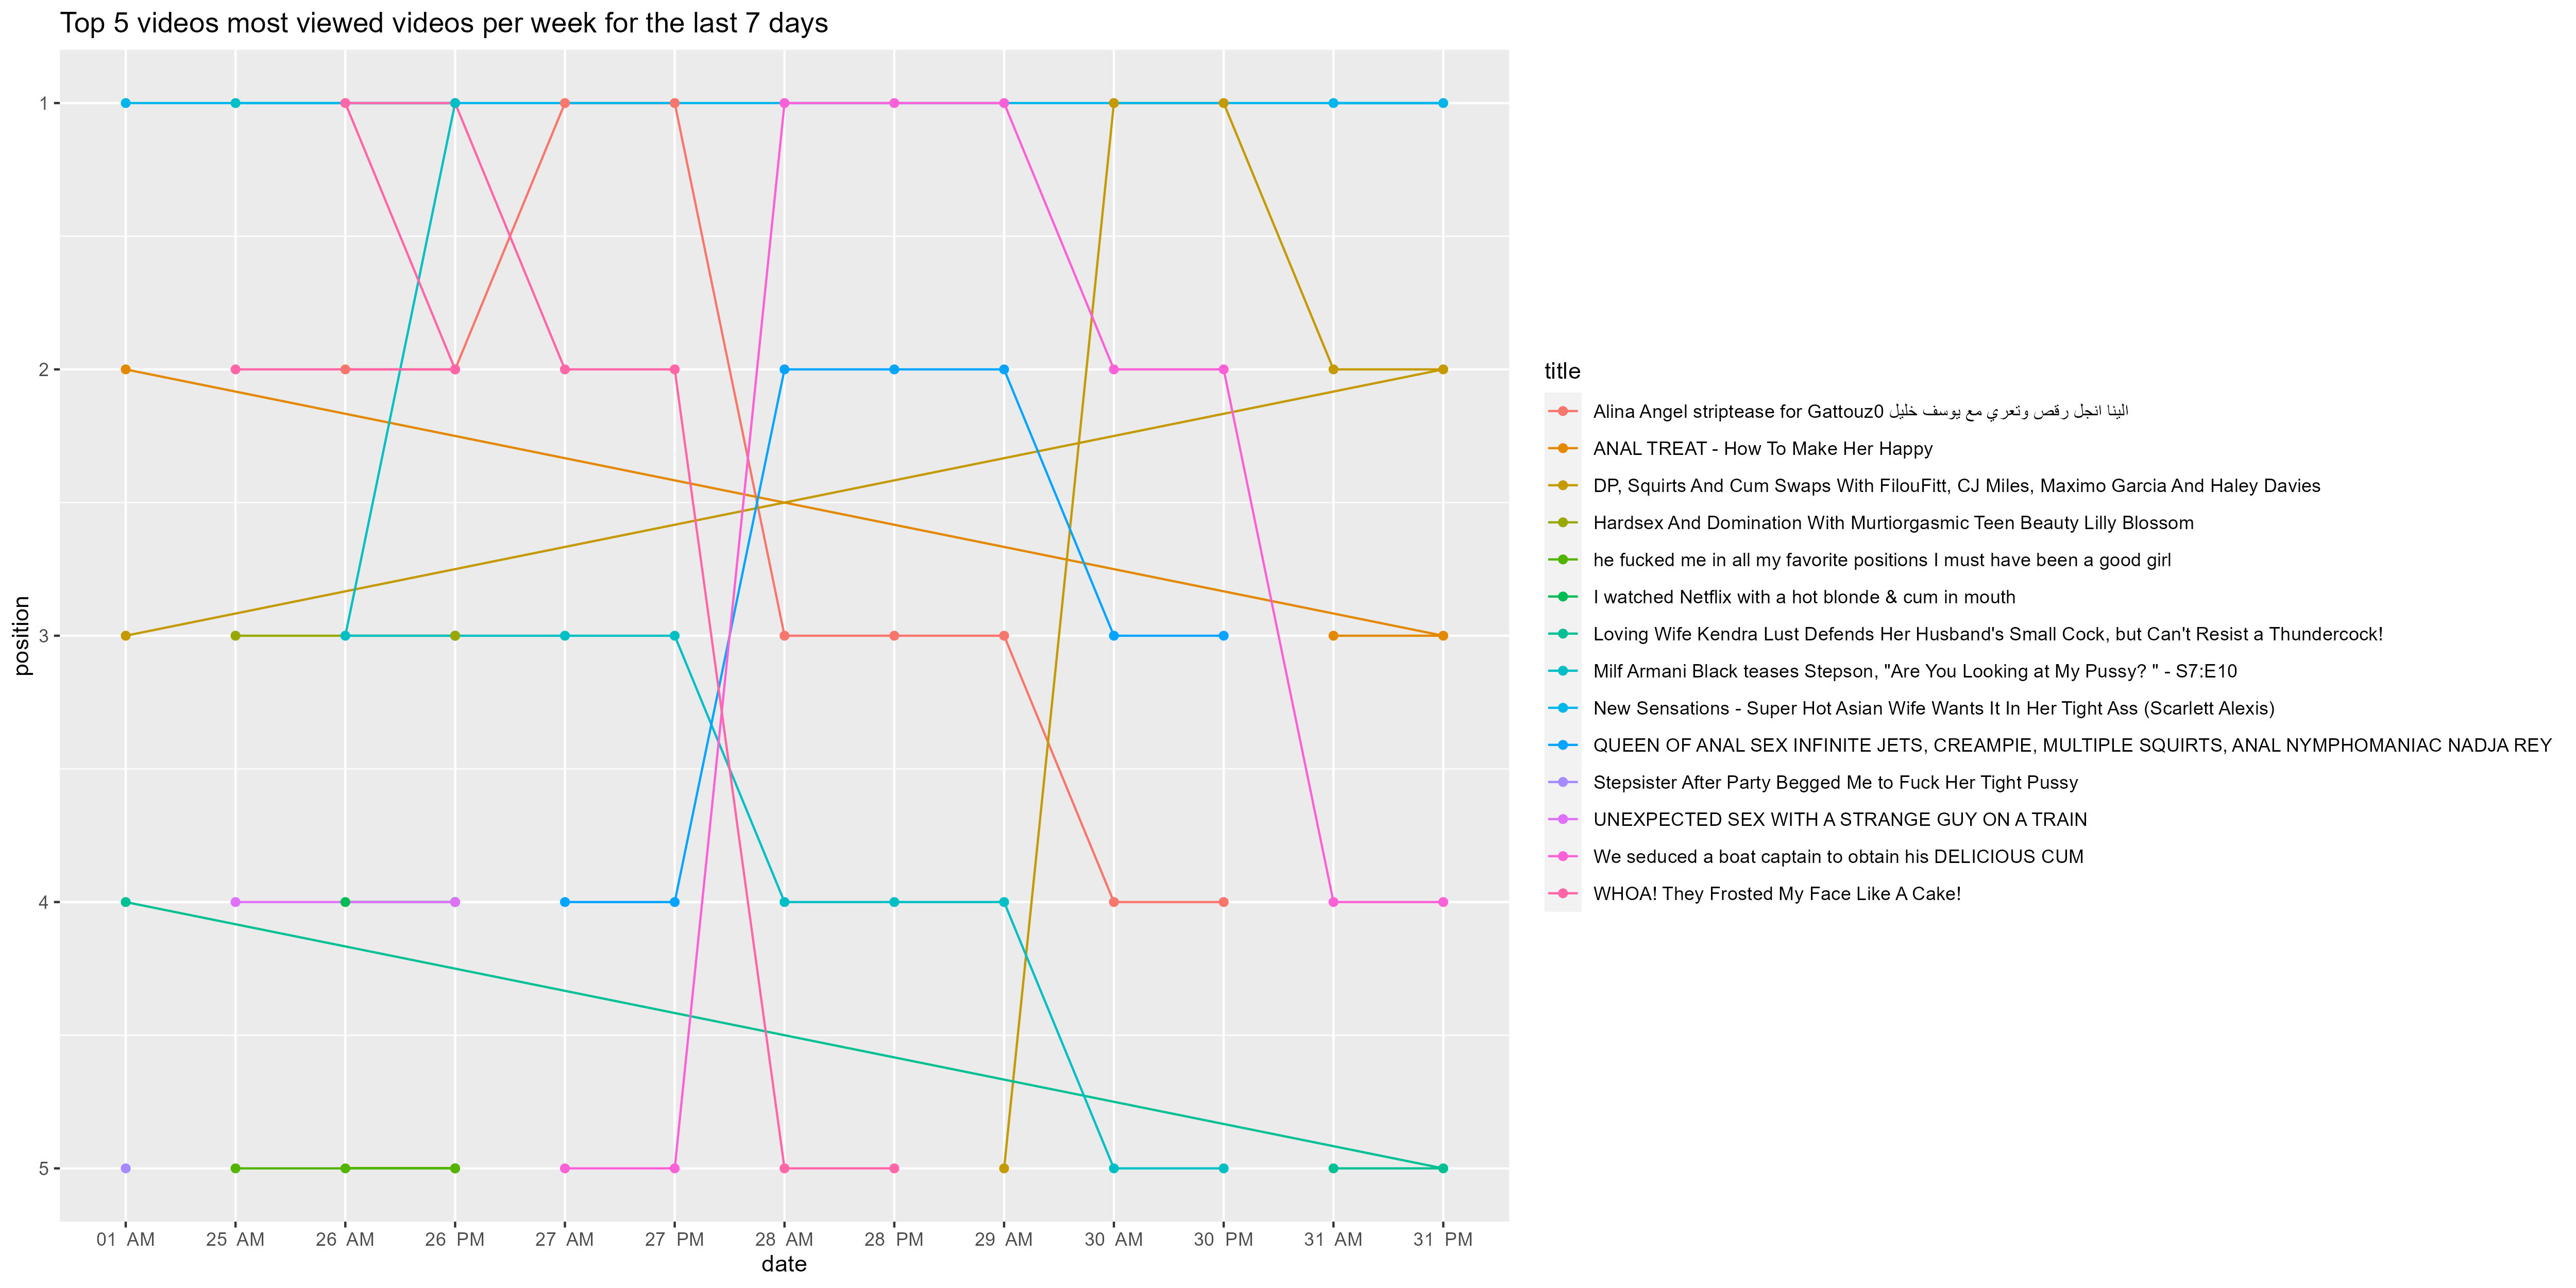 Top 5 videos most viewed videos per week for the last 7 days
position
1
2
3
4
5
01 AM
25 AM
26 AM
26 PM
27 AM
27 PM
28 AM
28 PM
29 AM
30 AM
30 PM
31 AM
31 PM
date
title
Alina Angel striptease for Gattouz0 الينا انجل رقص وتعري مع يوسف خليل
ANAL TREAT - How To Make Her Happy
DP, Squirts And Cum Swaps With FilouFitt, CJ Miles, Maximo Garcia And Haley Davies
Hardsex And Domination With Murtiorgasmic Teen Beauty Lilly Blossom
he fucked me in all my favorite positions I must have been a good girl
I watched Netflix with a hot blonde & cum in mouth
Loving Wife Kendra Lust Defends Her Husband's Small Cock, but Can't Resist a Thundercock!
Milf Armani Black teases Stepson, "Are You Looking at My Pussy? " - S7:E10
New Sensations - Super Hot Asian Wife Wants It In Her Tight Ass (Scarlett Alexis)
QUEEN OF ANAL SEX INFINITE JETS, CREAMPIE, MULTIPLE SQUIRTS, ANAL NYMPHOMANIAC NADJA REY
Stepsister After Party Begged Me to Fuck Her Tight Pussy
UNEXPECTED SEX WITH A STRANGE GUY ON A TRAIN
We seduced a boat captain to obtain his DELICIOUS CUM
WHOA! They Frosted My Face Like A Cake!